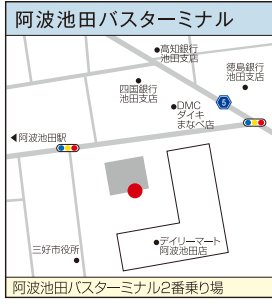 阿波池田バスターミナル
高知銀行
池田支店
徳島銀行
池田支店
四国銀行
池田支店
5
DMC
ダイキ
まなべ店
阿波池田駅
三好市役所
デイリーマート
阿波池田店
阿波池田バスターミナル2番乗り場